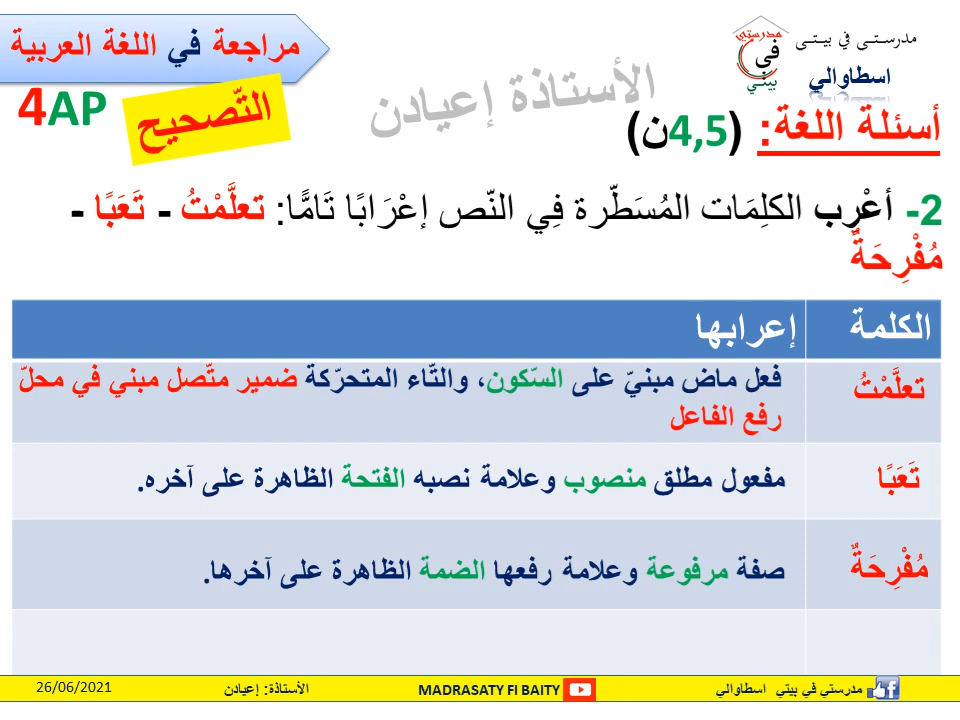 مراجعة في اللغة العربية
مدرستي في بيتي
مدرستي
في
بيتي
اسطاوالي
4AP
التّصحيح
الأستاذة إعيادن
أسئلة اللغة: (4,5ن)
2- أعْرِب الكلِمَات المُسَطّرة فِي النّص إعْرَابًا تَامًّا: تعلَّمْتُ - تَعَبًا -
مُفْرِحَةٌ
الكلمة إعرابها
تعلَّمْتُ فعل ماض مبنيّ على السّكون، والتّاء المتحرّكة ضمير متّصل مبني في محلّ
رفع الفاعل
تَعَبًا مفعول مطلق منصوب وعلامة نصبه الفتحة الظاهرة على آخره.
مُفْرِحَةٌ صفة مرفوعة وعلامة رفعها الضمة الظاهرة على آخرها.
مدرستي في بيتي اسطاوالي MADRASATY FI BAITY الأستاذة: إعيادن 26/06/2021